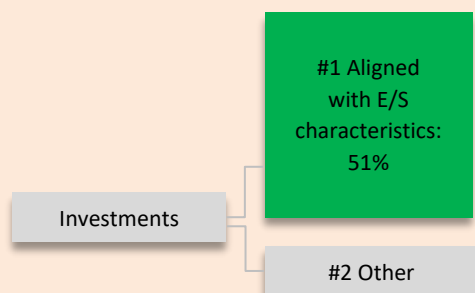 #1 Aligned
with E/S
characteristics:
51%
Investments
#2 Other